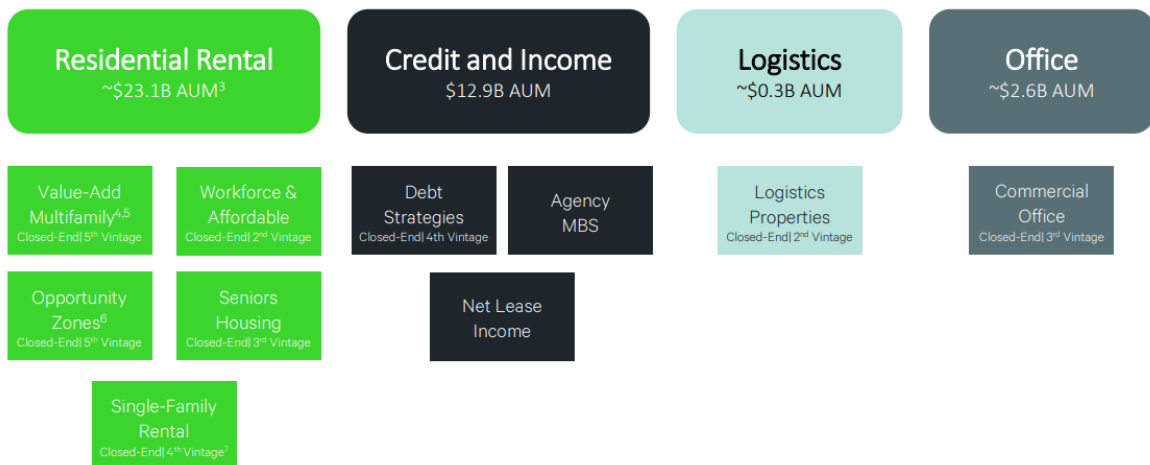 Residential Rental
~$23.1B AUM³
Credit and Income
$12.9B AUM
Logistics
~$0.3B AUM
Office
~$2.6B AUM
Value-Add
Multifamily⁴,⁵
Closed-End| 5ᵗʰ Vintage
Workforce &
Affordable
Closed-End| 2ⁿᵈ Vintage
Debt
Strategies
Closed-End| 4th Vintage
Agency
MBS
Logistics
Properties
Closed-End| 2ⁿᵈ Vintage
Commercial
Office
Closed-End| 3ʳᵈ Vintage
Opportunity
Zones⁶
Closed-End| 5ᵗʰ Vintage
Seniors
Housing
Closed-End| 3ʳᵈ Vintage
Net Lease
Income
Single-Family
Rental
Closed-End| 4ᵗʰ Vintage⁷